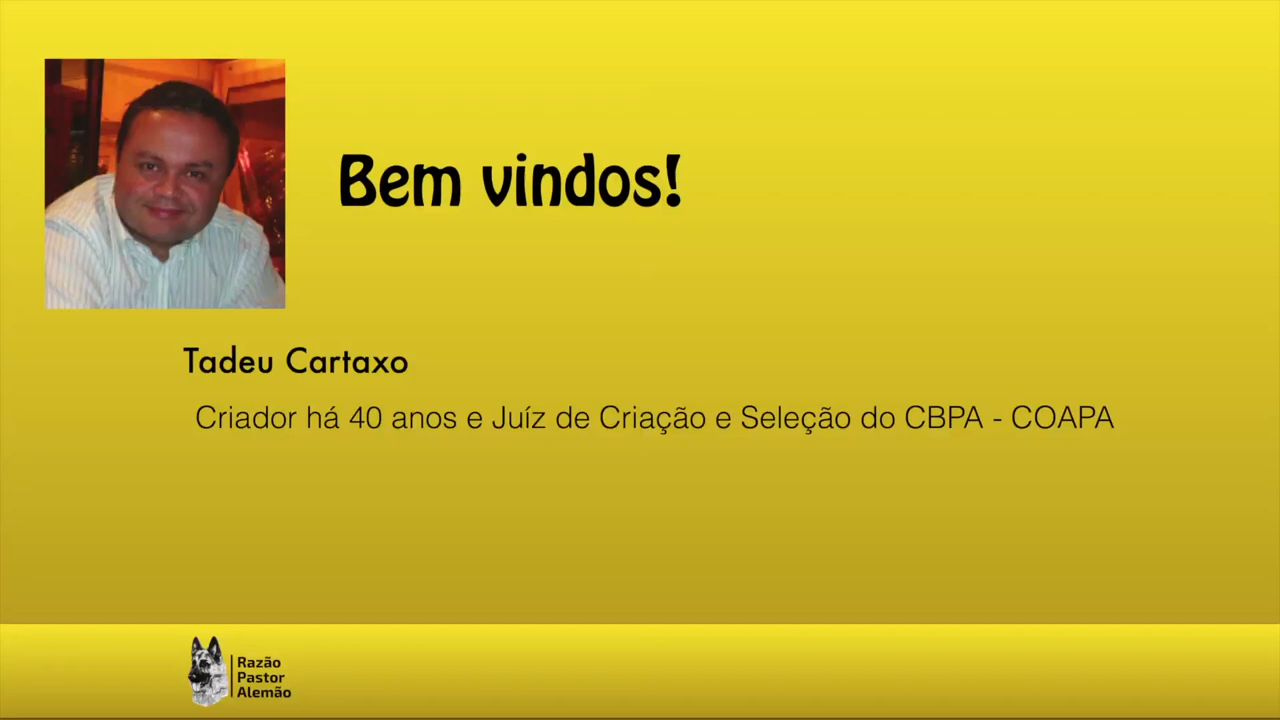 Bem vindos!
Tadeu Cartaxo
Criador há 40 anos e Juíz de Criação e Seleção do CBPA - COAPA
Razão
Pastor
Alemão